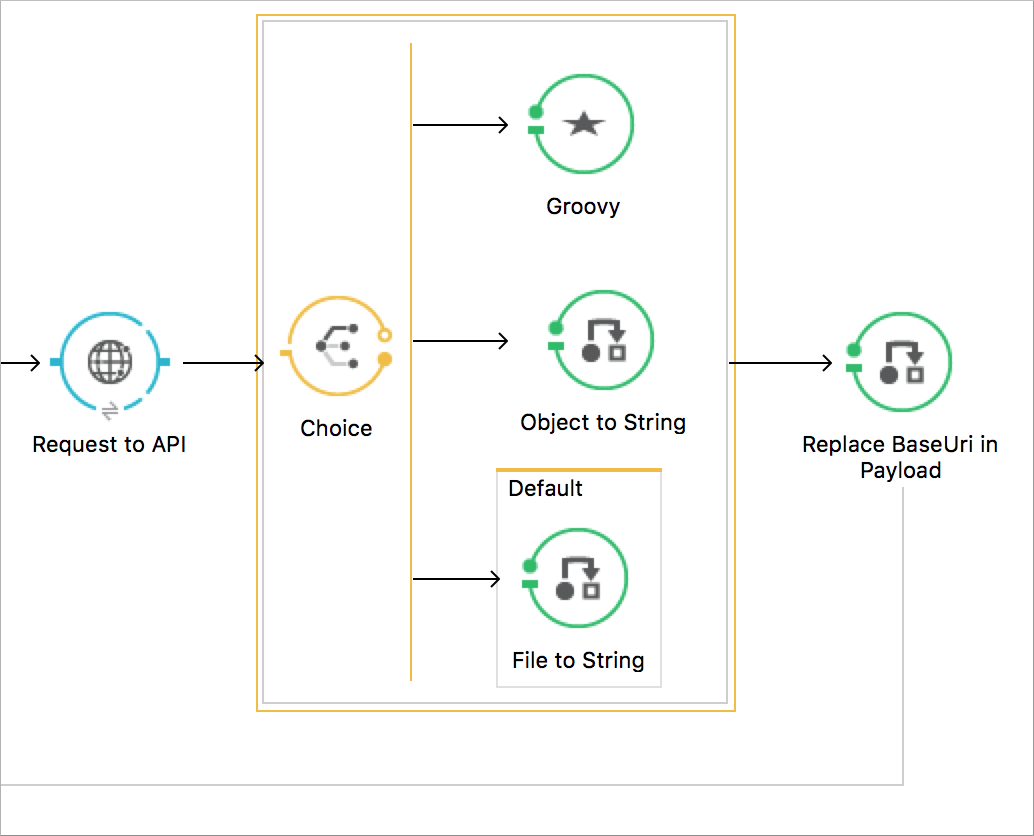 Groovy
Request to API
Choice
Object to String
Replace BaseUri in
Payload
Default
File to String